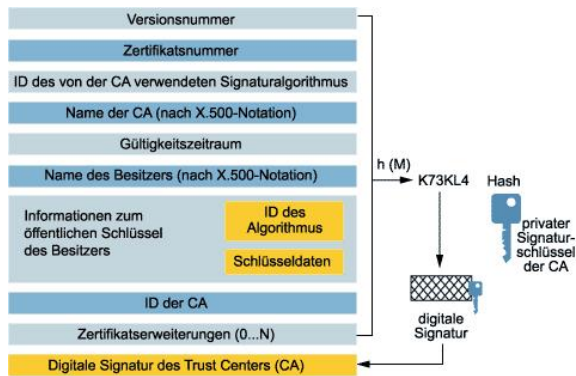 Versionsnummer
Zertifikatsnummer
ID des von der CA verwendeten Signaturalgorithmus
Name der CA (nach X.500-Notation)
Gültigkeitszeitraum
Name des Besitzers (nach X.500-Notation)
Informationen zum
öffentlichen Schlüssel
des Besitzers
ID des
Algorithmus
Schlüsseldaten
ID der CA
Zertifikatserweiterungen (0...N)
Digitale Signatur des Trust Centers (CA)
h (M)
K73KL4
Hash
privater
Signatur-
schlüssel
der CA
digitale
Signatur